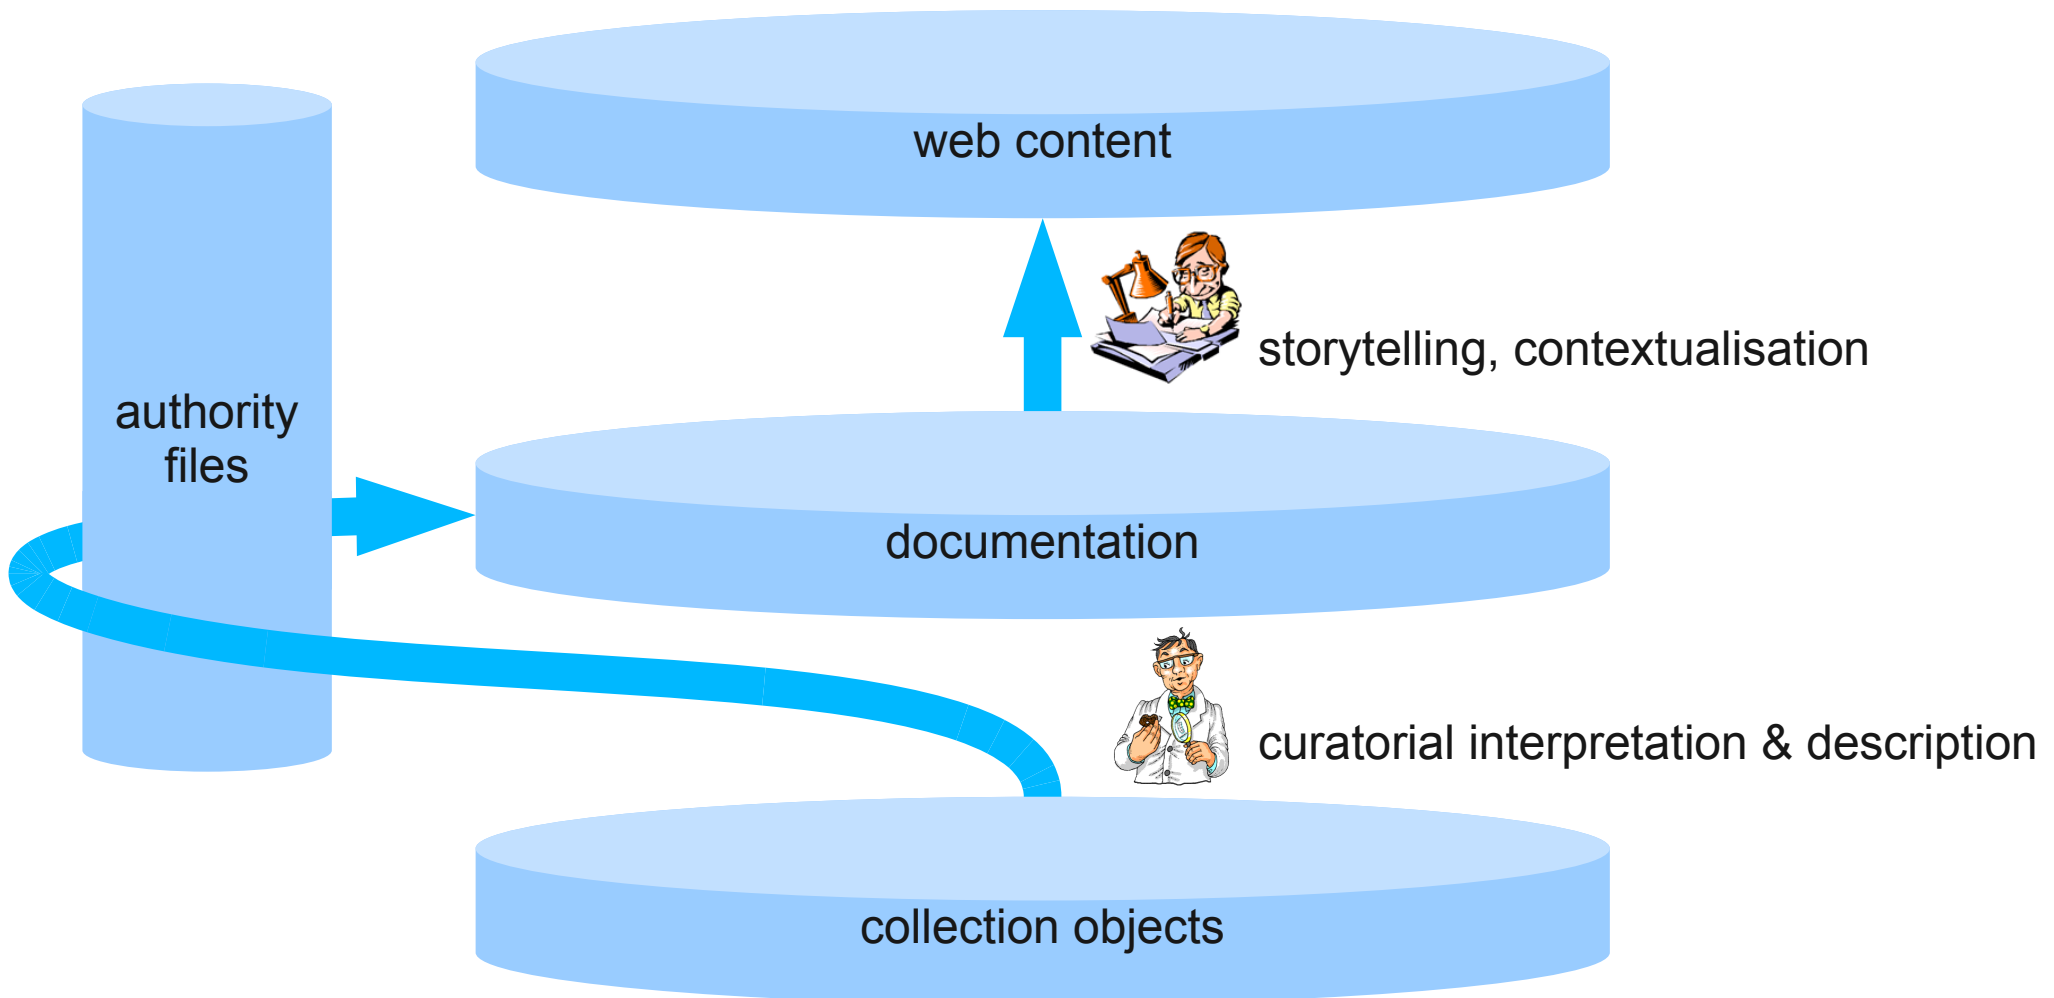 web content
storytelling, contextualisation
authority
files
documentation
curatorial interpretation & description
collection objects